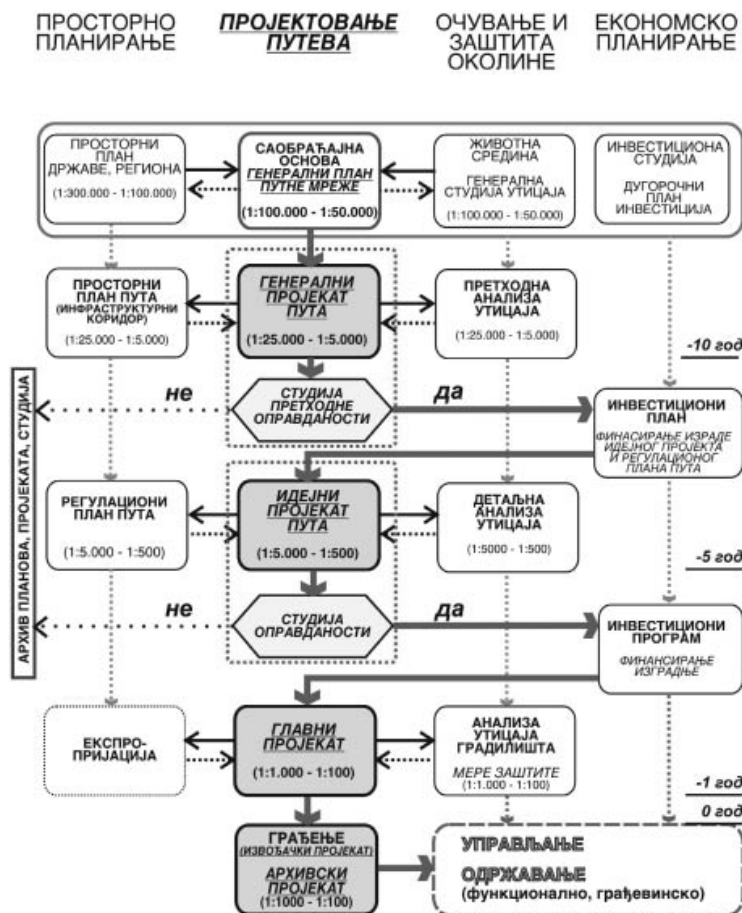 ПРОСТОРНО
ПЛАНИРАЊЕ
ПРОЈЕКТОВАЊЕ
ПУТЕВА
ОЧУВАЊЕ И
ЗАШТИТА
ОКОЛИНЕ
ЕКОНОМСКО
ПЛАНИРАЊЕ
ПРОСТОРНИ
ПЛАН
ДРЖАВЕ, РЕГИОНА
(1:300.000 - 1:100.000)
САОБРАЋАЈНА
ОСНОВА
ГЕНЕРАЛНИ ПЛАН
ПУТНЕ МРЕЖЕ
(1:100.000 - 1:50.000)
ЖИВОТНА
СРЕДИНА
ГЕНЕРАЛНА
СТУДИЈА УТИЦАЈА
(1:100.000 - 1:50.000)
ИНВЕСТИЦИОНА
СТУДИЈА
ДУГОРОЧНИ
ПЛАН
ИНВЕСТИЦИЈА
ПРОСТОРНИ
ПЛАН ПУТА
(ИНФРАСТРУКТУРНИ
КОРИДОР)
(1:25.000 - 1:5.000)
ГЕНЕРАЛНИ
ПРОЈЕКАТ
ПУТА
(1:25.000 - 1:5.000)
ПРЕТХОДНА
АНАЛИЗА
УТИЦАЈА
(1:25.000 - 1:5.000)
-10 год
не
СТУДИЈА
ПРЕТХОДНЕ
ОПРАВДАНОСТИ
да
ИНВЕСТИЦИОНИ
ПЛАН
ФИНАСИРАЊЕ ИЗРАДЕ
ИДЕЈНОГ ПРОЈЕКТА
И РЕГУЛАЦИОНОГ
ПЛАНА ПУТА
АРХИВ ПЛАНОВА, ПРОЈЕКАТА, СТУДИЈА
РЕГУЛАЦИОНИ
ПЛАН ПУТА
(1:5.000 - 1:500)
ИДЕЈНИ
ПРОЈЕКАТ
ПУТА
(1:5.000 - 1:500)
ДЕТАЉНА
АНАЛИЗА
УТИЦАЈА
(1:5000 - 1:500)
-5 год
не
СТУДИЈА
ОПРАВДАНОСТИ
да
ИНВЕСТИЦИОНИ
ПРОГРАМ
ФИНАНСИРАЊЕ
ИЗГРАДЊЕ
ЕКСПРО-
ПРИЈАЦИЈА
ГЛАВНИ
ПРОЈЕКАТ
(1:1.000 - 1:100)
АНАЛИЗА
УТИЦАЈА
ГРАДИЛИШТА
МЕРЕ ЗАШТИТЕ
(1:1.000 - 1:100)
-1 год
0 год
ГРАЂЕЊЕ
(ИЗВОЂАЧКИ ПРОЈЕКАТ)
АРХИВСКИ
ПРОЈЕКАТ
(1:1000 - 1:100)
УПРАВЉАЊЕ
ОДРЖАВАЊЕ
(функционално, грађевинско)